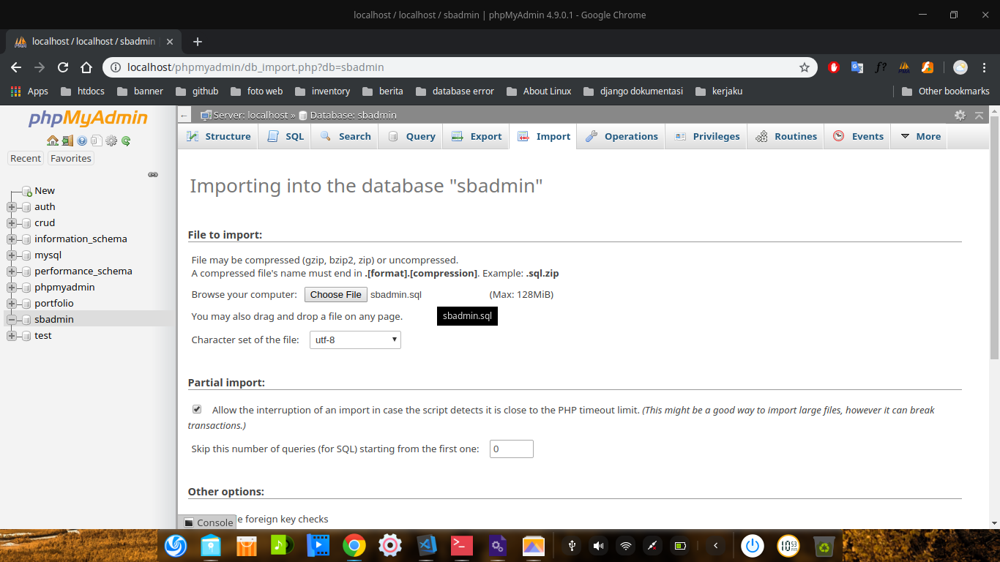 localhost / localhost / sbadmin | phpMyAdmin 4.9.0.1 - Google Chrome
localhost / localhost / sbadmin
localhost/phpmyadmin/db_import.php?db=sbadmin
Apps htdocs banner github foto web inventory berita database error About Linux django dokumentasi kerjaku Other bookmarks
phpMyAdmin
Recent Favorites
New
auth
crud
information_schema
mysql
performance_schema
phpmyadmin
portfolio
sbadmin
test
Server: localhost » Database: sbadmin
Structure SQL Search Query Export Import Operations Privileges Routines Events More
Importing into the database "sbadmin"
File to import:
File may be compressed (gzip, bzip2, zip) or uncompressed.
A compressed file's name must end in .[format].[compression]. Example: .sql.zip
Browse your computer: Choose File sbadmin.sql (Max: 128MiB)
You may also drag and drop a file on any page. sbadmin.sql
Character set of the file: utf-8
Partial import:
Allow the interruption of an import in case the script detects it is close to the PHP timeout limit. (This might be a good way to import large files, however it can break
transactions.)
Skip this number of queries (for SQL) starting from the first one: 0
Other options:
e foreign key checks
Console